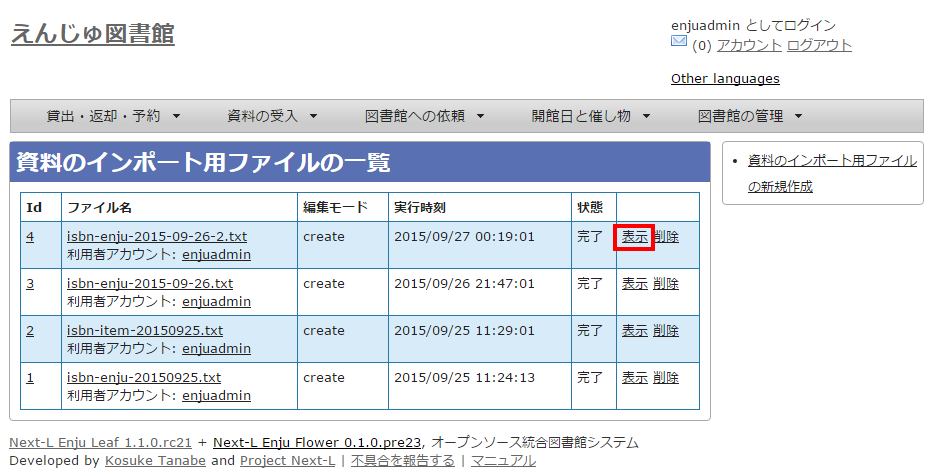 えんじゅ図書館
enjuadmin としてログイン
(0) アカウント ログアウト
Other languages
貸出・返却・予約 資料の受入 図書館への依頼 開館日と催し物 図書館の管理
資料のインポート用ファイルの一覧
Id ファイル名 編集モード 実行時刻 状態
4 isbn-enju-2015-09-26-2.txt create 2015/09/27 00:19:01 完了 表示 削除
利用者アカウント: enjuadmin
3 isbn-enju-2015-09-26.txt create 2015/09/26 21:47:01 完了 表示 削除
利用者アカウント: enjuadmin
2 isbn-item-20150925.txt create 2015/09/25 11:29:01 完了 表示 削除
利用者アカウント: enjuadmin
1 isbn-enju-20150925.txt create 2015/09/25 11:24:13 完了 表示 削除
利用者アカウント: enjuadmin
資料のインポート用ファイル
の新規作成
Next-L Enju Leaf 1.1.0.rc21 + Next-L Enju Flower 0.1.0.pre23, オープンソース統合図書館システム
Developed by Kosuke Tanabe and Project Next-L | 不具合を報告する | マニュアル